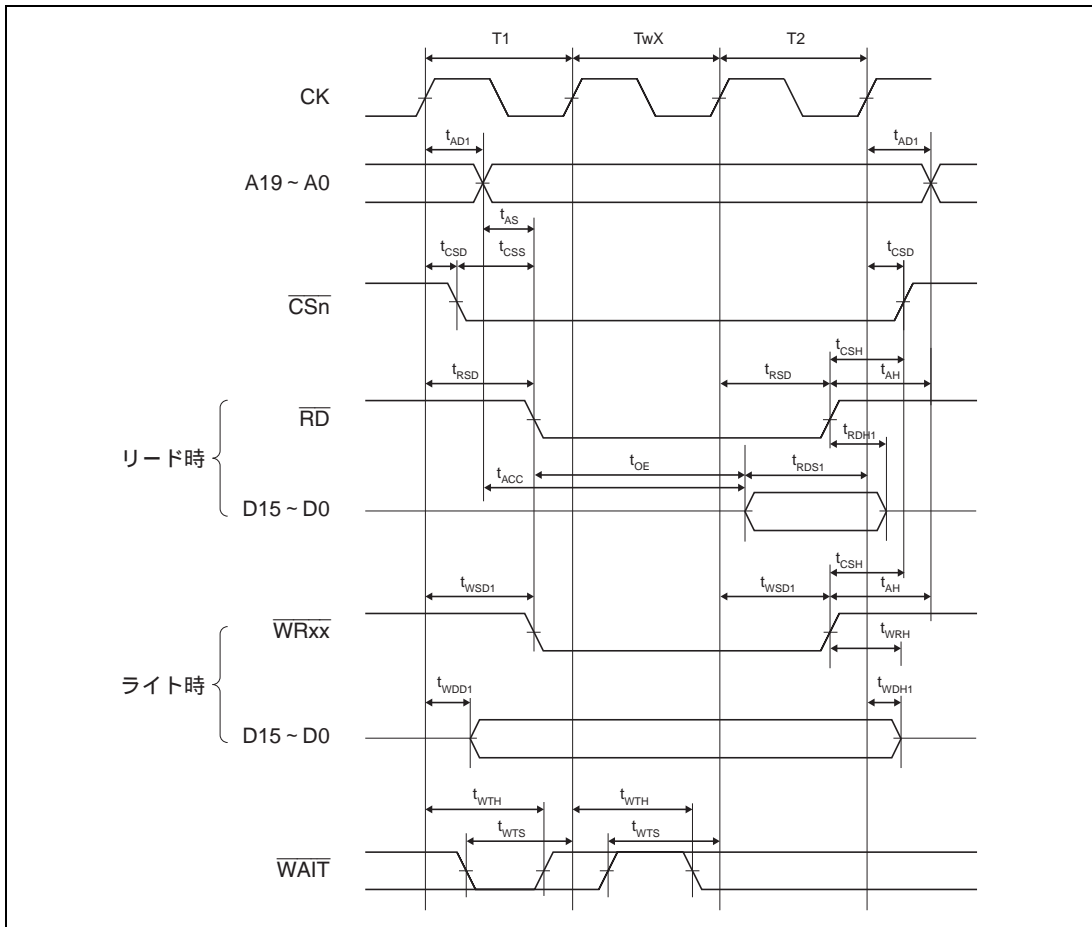 T1 TwX T2
CK
tAD1 tAD1
A19 ~ A0
tAS
tCSD tCSS tCSD
CSn
tCSH
tRSD tRSD tAH
RD
tRDH1
リード時
tOE tRDS1
tACC
D15 ~ D0
tCSH
tWSD1 tWSD1 tAH
WRxx
tWRH
ライト時
tWDD1 tWDH1
D15 ~ D0
tWTH tWTH
tWTS tWTS
WAIT